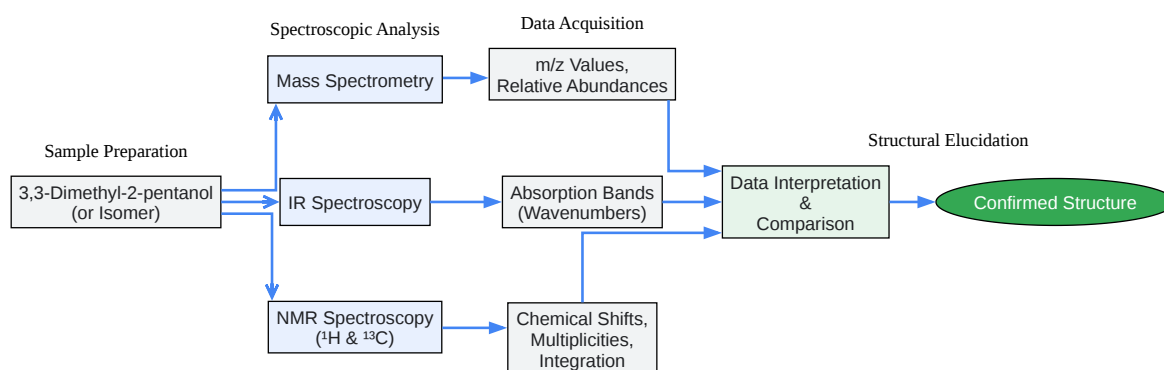 Spectroscopic Analysis
Data Acquisition
Mass Spectrometry
m/z Values,
Relative Abundances
Sample Preparation
Structural Elucidation
3,3-Dimethyl-2-pentanol
(or Isomer)
IR Spectroscopy
Absorption Bands
(Wavenumbers)
Data Interpretation
&
Comparison
Confirmed Structure
NMR Spectroscopy
(¹H & ¹³C)
Chemical Shifts,
Multiplicities,
Integration